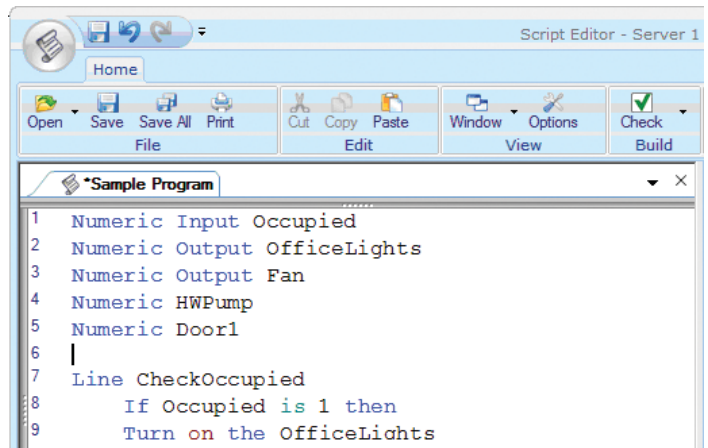 Script Editor - Server 1
Home
Open Save Save All Print Cut Copy Paste Window Options Check
File Edit View Build
*Sample Program
1 Numeric Input Occupied
2 Numeric Output OfficeLights
3 Numeric Output Fan
4 Numeric HWPump
5 Numeric Door1
6
7 Line CheckOccupied
8 If Occupied is 1 then
9 Turn on the OfficeLights